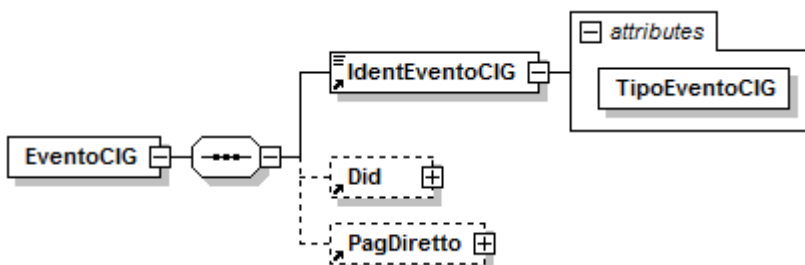 attributes
IdentEventoCIG
TipoEventoCIG
EventoCIG
Did
PagDiretto